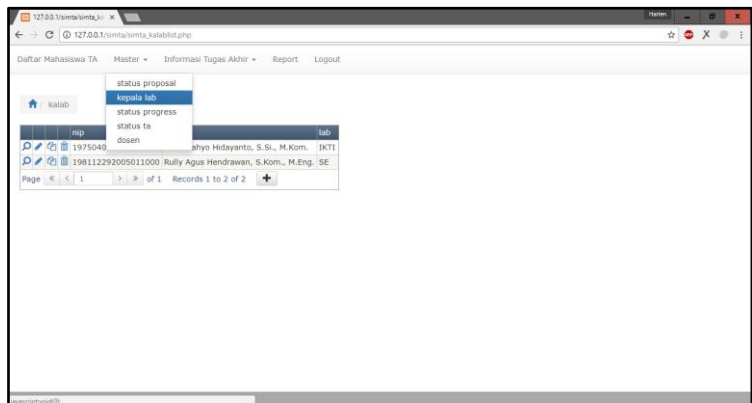 127.0.0.1/simta/simta_ka
Harlen
127.0.0.1/simta/simta_kalablist.php
Daftar Mahasiswa TA Master Informasi Tugas Akhir Report Logout
status proposal
kepala lab
status progress
status ta
dosen
/ kalab
nip lab
1975040 ahyo Hidayanto, S.Si., M.Kom. IKTI
198112292005011000 Rully Agus Hendrawan, S.Kom., M.Eng. SE
Page 1 of 1 Records 1 to 2 of 2
javascript:void(0);